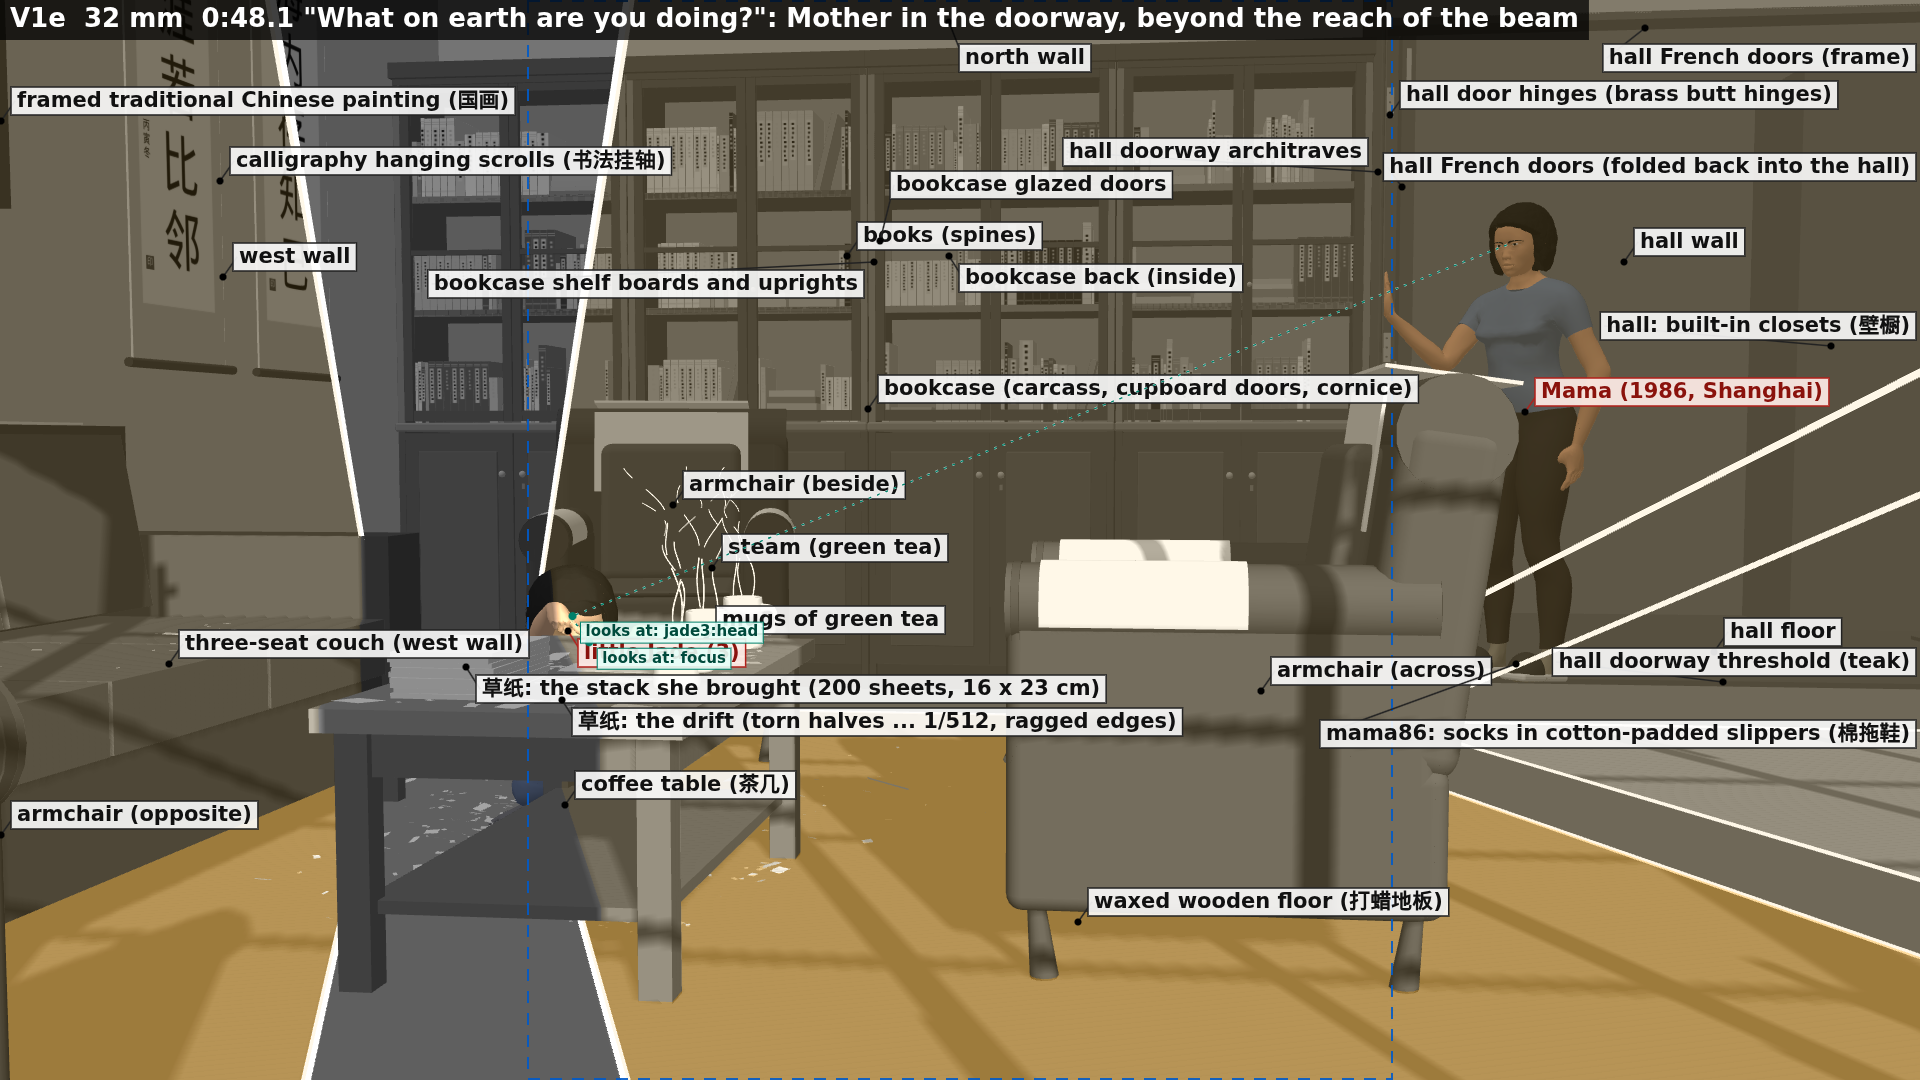 V1e 32 mm 0:48.1 "What on earth are you doing?": Mother in the doorway, beyond the reach of the beam
north wall
hall French doors (frame)
framed traditional Chinese painting (国画)
hall door hinges (brass butt hinges)
calligraphy hanging scrolls (书法挂轴)
hall doorway architraves
hall French doors (folded back into the hall)
bookcase glazed doors
books (spines)
hall wall
west wall
bookcase shelf boards and uprights
bookcase back (inside)
hall: built-in closets (壁橱)
bookcase (carcass, cupboard doors, cornice)
Mama (1986, Shanghai)
armchair (beside)
steam (green tea)
mugs of green tea
looks at: jade3:head
looks at: focus
three-seat couch (west wall)
hall floor
hall doorway threshold (teak)
armchair (across)
草纸: the stack she brought (200 sheets, 16 x 23 cm)
草纸: the drift (torn halves ... 1/512, ragged edges)
mama86: socks in cotton-padded slippers (棉拖鞋)
coffee table (茶几)
armchair (opposite)
waxed wooden floor (打蜡地板)
比邻
丙寅冬